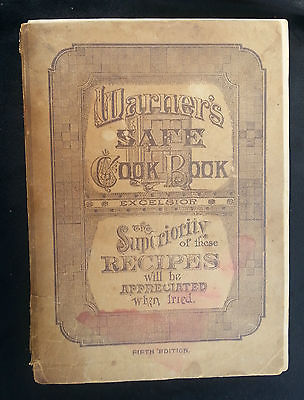 Warner's
SAFE
Cook Book
EXCELSIOR
The Superiority
of these
RECIPES
will be
APPRECIATED
when tried.
FIFTH EDITION.